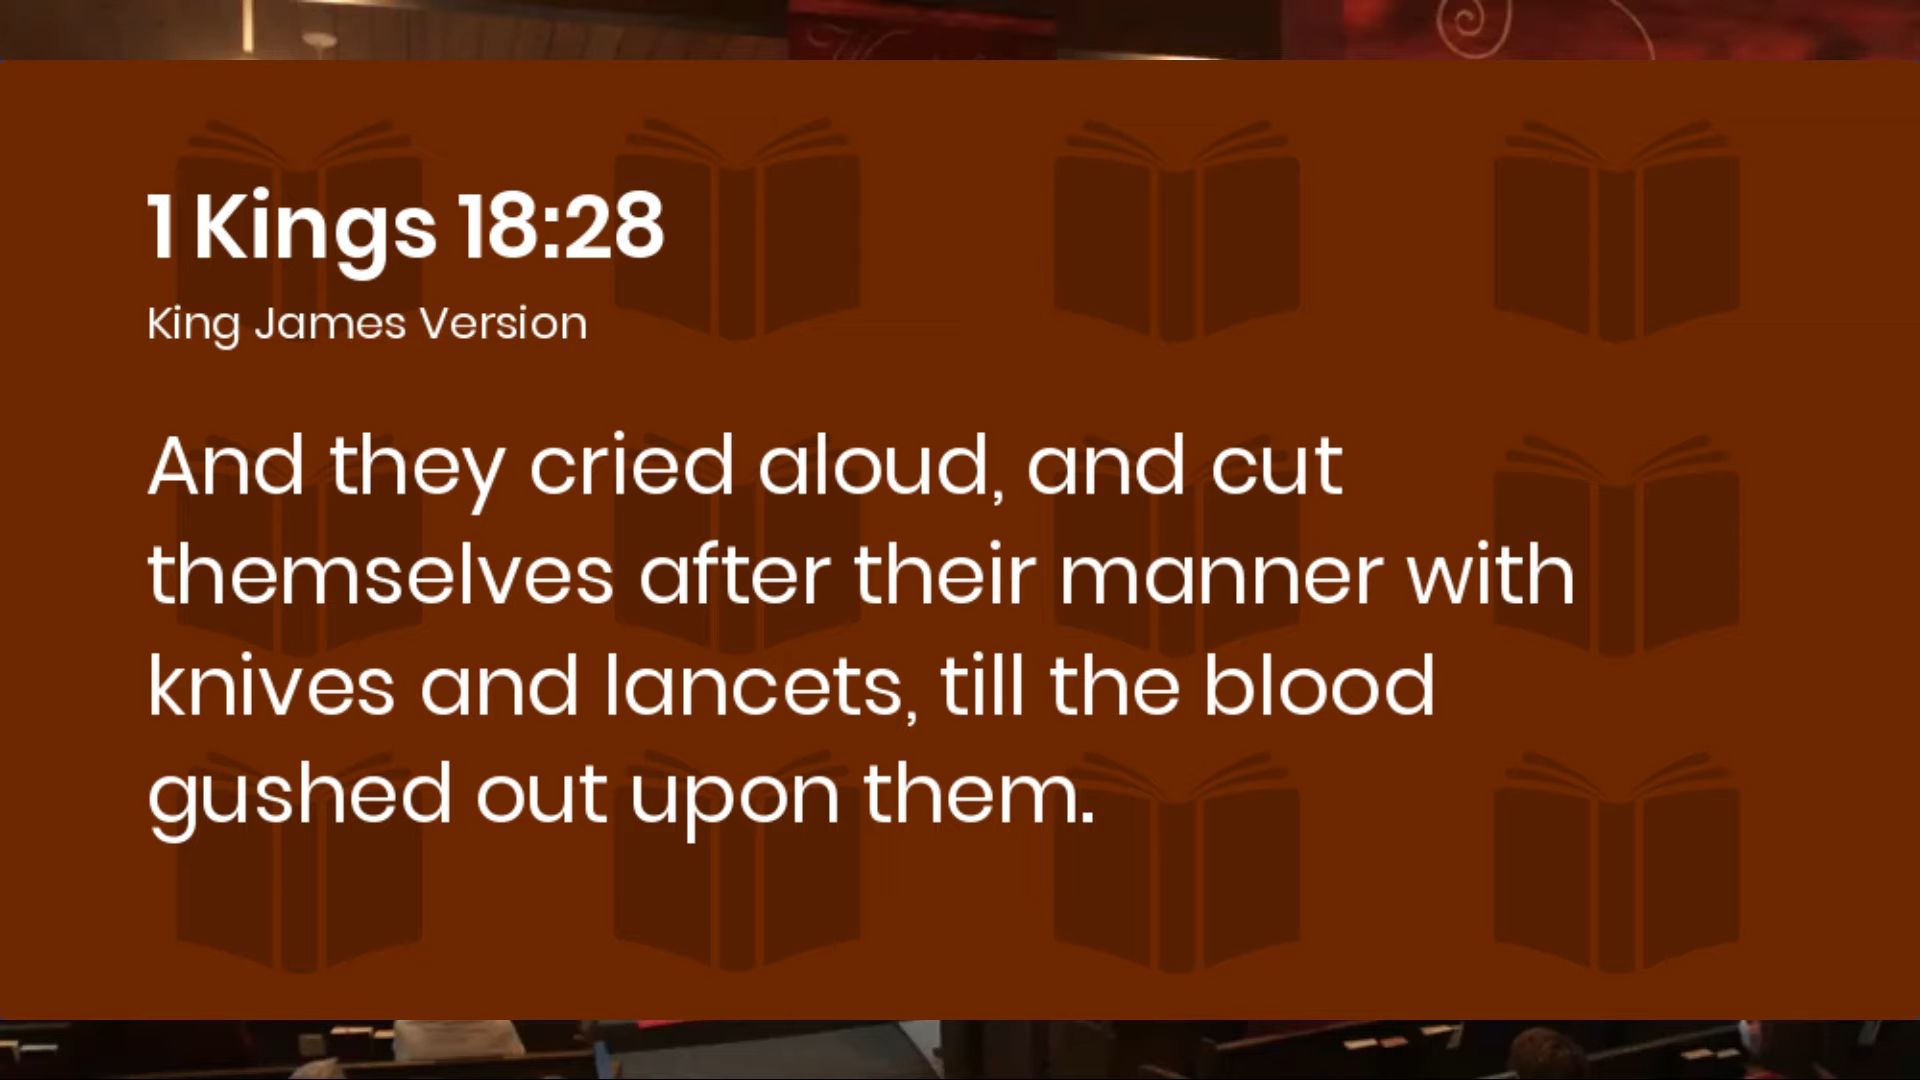 1 Kings 18:28
King James Version
And they cried aloud, and cut
themselves after their manner with
knives and lancets, till the blood
gushed out upon them.